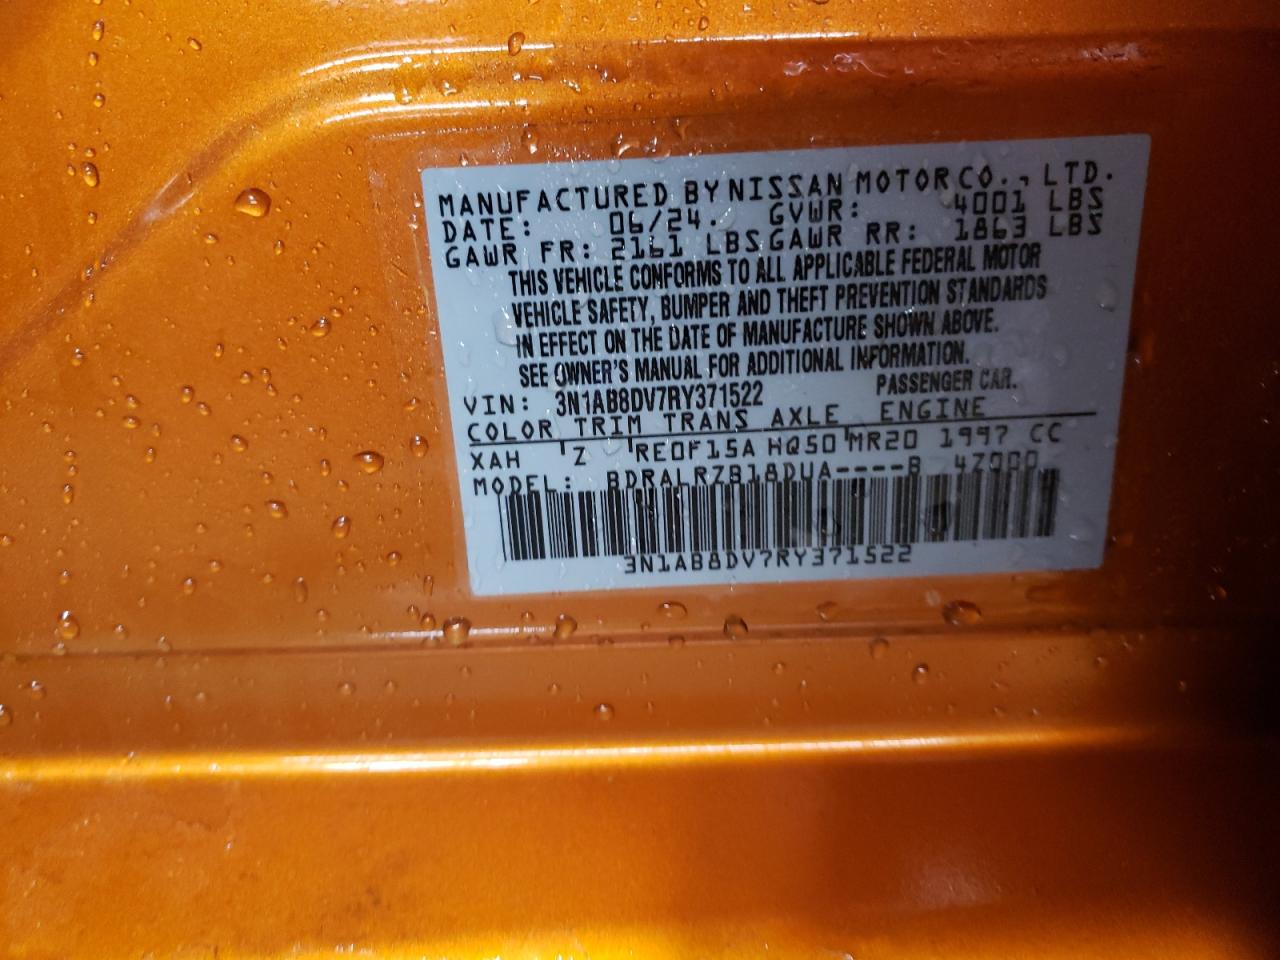 MANUFACTURED BY NISSAN MOTOR CO., LTD.
DATE: 06/24. GVWR: 4001 LBS
GAWR FR: 2161 LBS GAWR RR: 1863 LBS
THIS VEHICLE CONFORMS TO ALL APPLICABLE FEDERAL MOTOR
VEHICLE SAFETY, BUMPER AND THEFT PREVENTION STANDARDS
IN EFFECT ON THE DATE OF MANUFACTURE SHOWN ABOVE.
SEE OWNER'S MANUAL FOR ADDITIONAL INFORMATION.
VIN: 3N1AB8DV7RY371522 PASSENGER CAR.
COLOR TRIM TRANS AXLE ENGINE
XAH Z RE0F15A HQ50 MR20 1997 CC
MODEL: BDRALRZB18DUA----B 4Z000
3N1AB8DV7RY371522